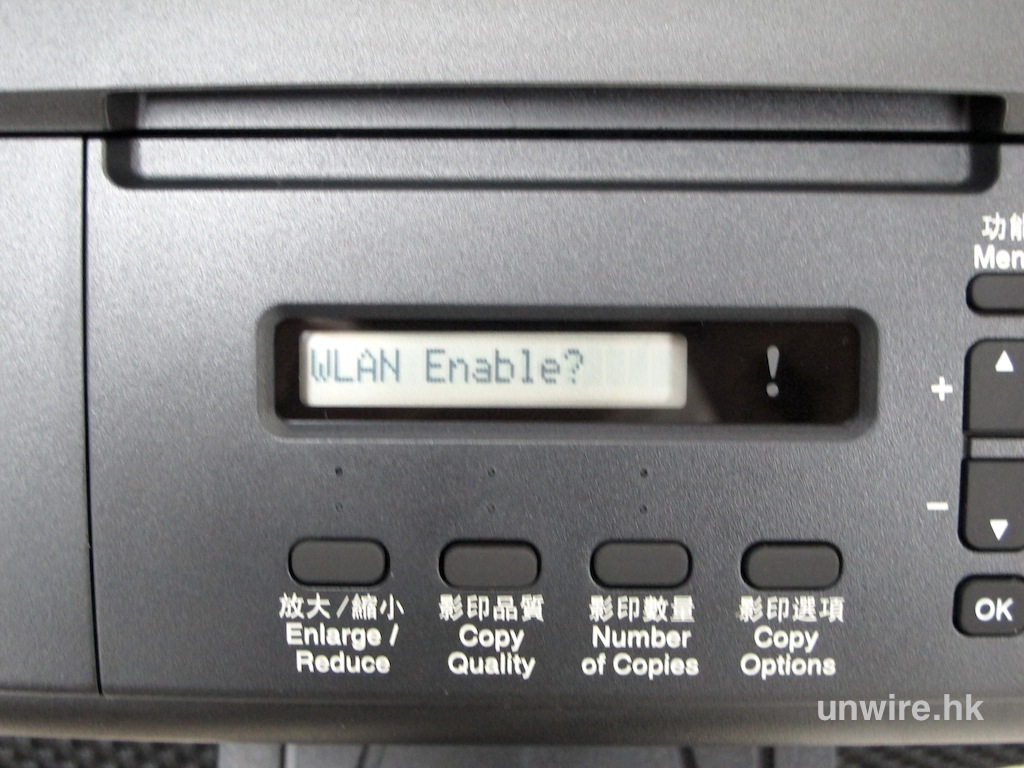 功能
WLAN Enable?
!
+
−
放大/縮小
Enlarge /
Reduce
影印品質
Copy
Quality
影印數量
Number
of Copies
影印選項
Copy
Options
OK
unwire.hk